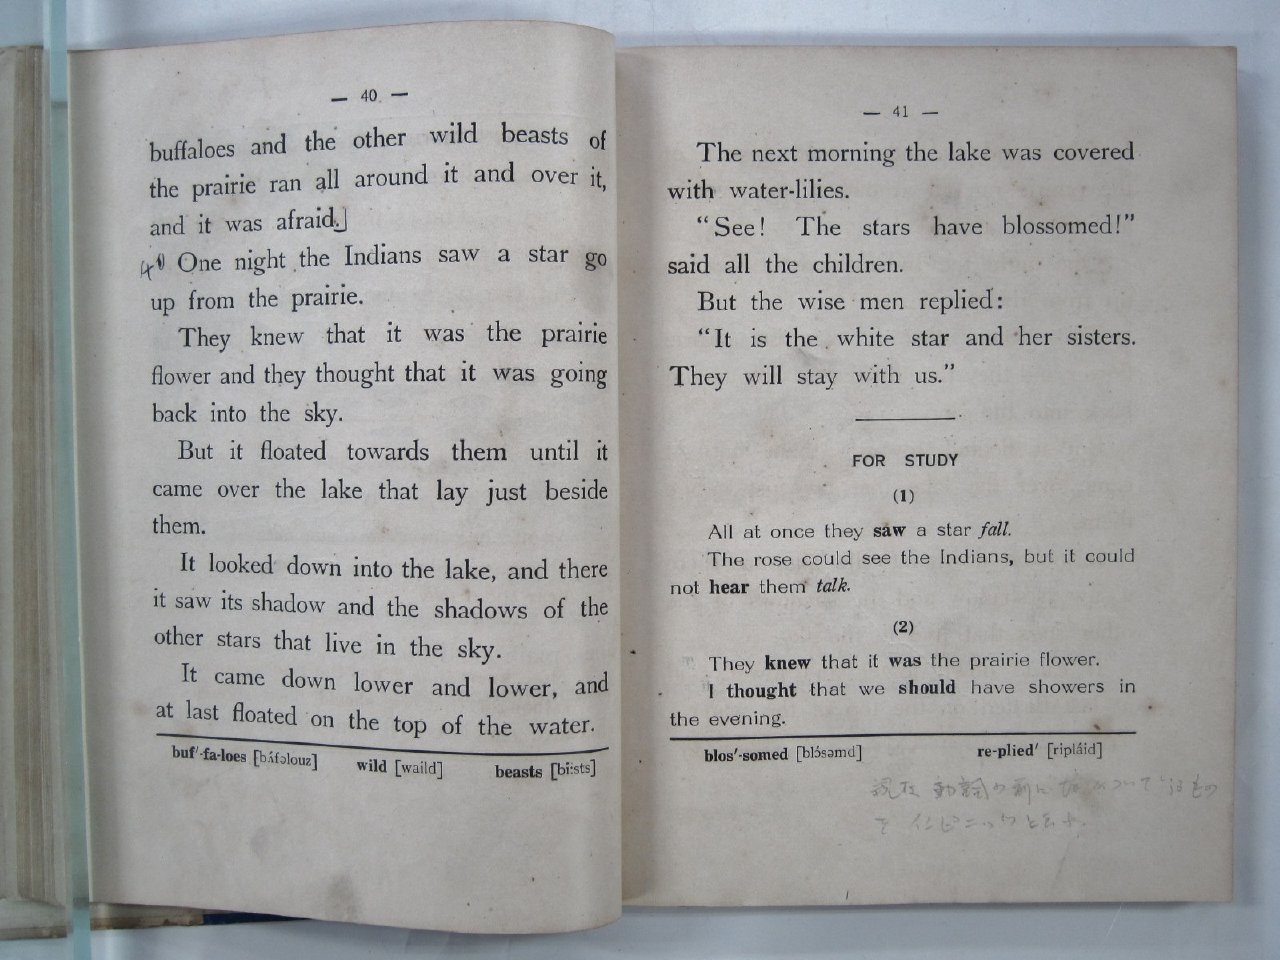 — 40 —
buffaloes and the other wild beasts of
the prairie ran all around it and over it,
and it was afraid.」
One night the Indians saw a star go
up from the prairie.
They knew that it was the prairie
flower and they thought that it was going
back into the sky.
But it floated towards them until it
came over the lake that lay just beside
them.
It looked down into the lake, and there
it saw its shadow and the shadows of the
other stars that live in the sky.
It came down lower and lower, and
at last floated on the top of the water.
buf′-fa-loes [bʌ́fəlouz] wild [waild] beasts [bi:sts]
— 41 —
The next morning the lake was covered
with water-lilies.
“See! The stars have blossomed!”
said all the children.
But the wise men replied:
“It is the white star and her sisters.
They will stay with us.”
FOR STUDY
(1)
All at once they saw a star fall.
The rose could see the Indians, but it could
not hear them talk.
(2)
They knew that it was the prairie flower.
I thought that we should have showers in
the evening.
blos′-somed [blɔ́səmd] re-plied′ [ripláid]
現在動詞の前に